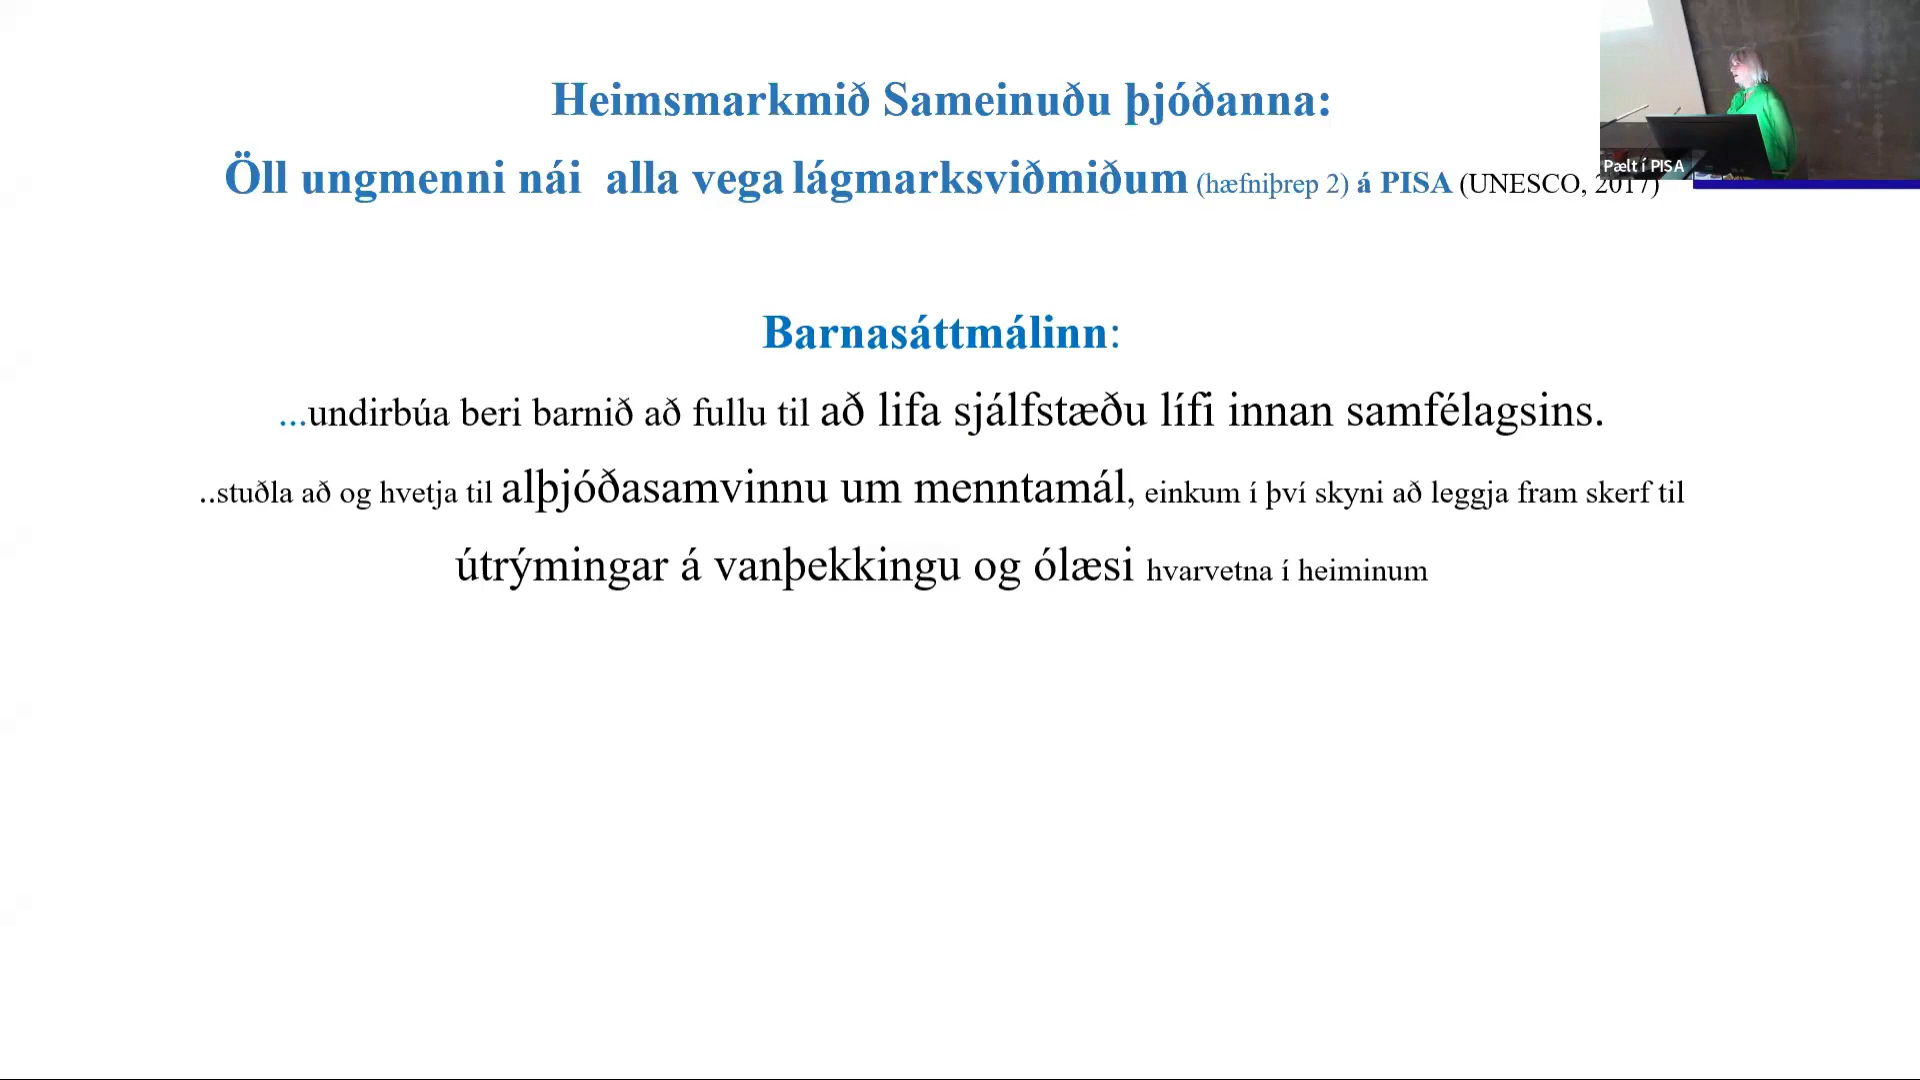 Heimsmarkmið Sameinuðu þjóðanna:
Öll ungmenni nái alla vega lágmarksviðmiðum (hæfniþrep 2) á PISA (UNESCO, 2017)
Barnasáttmálinn:
...undirbúa beri barnið að fullu til að lifa sjálfstæðu lífi innan samfélagsins.
..stuðla að og hvetja til alþjóðasamvinnu um menntamál, einkum í því skyni að leggja fram skerf til
útrýmingar á vanþekkingu og ólæsi hvarvetna í heiminum
Pælt í PISA